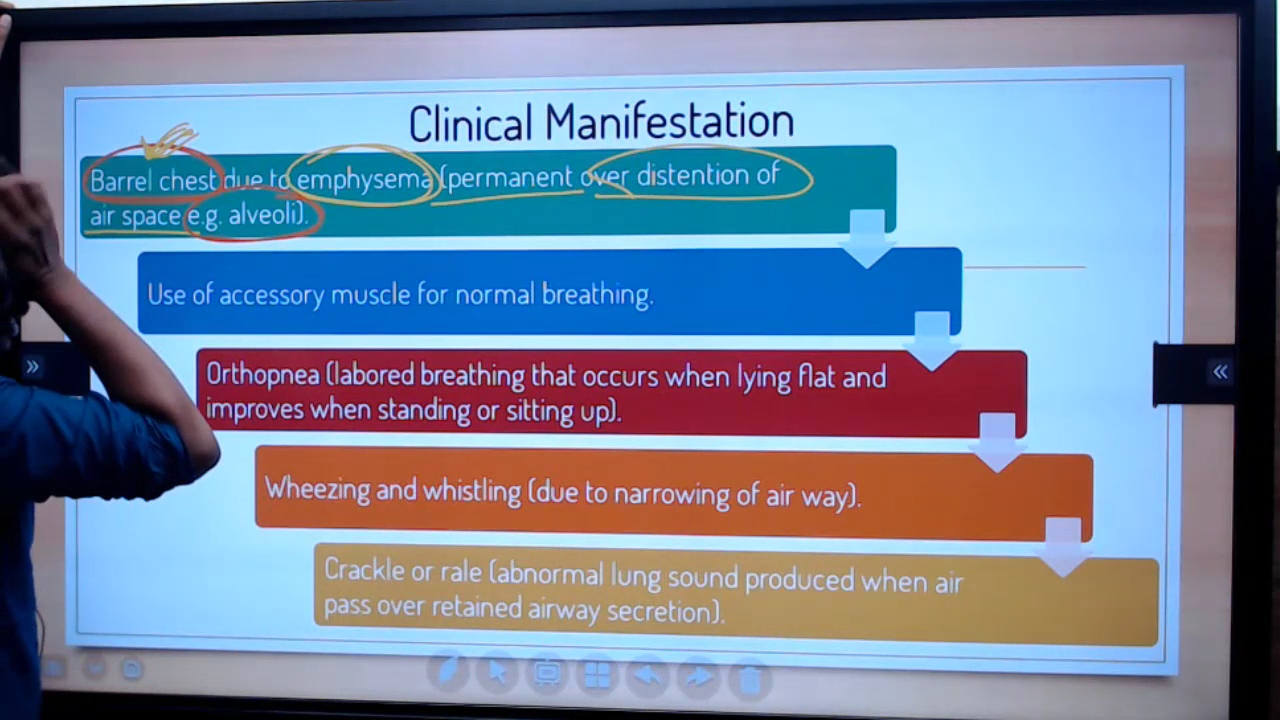 Clinical Manifestation
Barrel chest due to emphysema (permanent over distention of
air space e.g. alveoli).
Use of accessory muscle for normal breathing.
Orthopnea (labored breathing that occurs when lying flat and
improves when standing or sitting up).
Wheezing and whistling (due to narrowing of air way).
Crackle or rale (abnormal lung sound produced when air
pass over retained airway secretion).